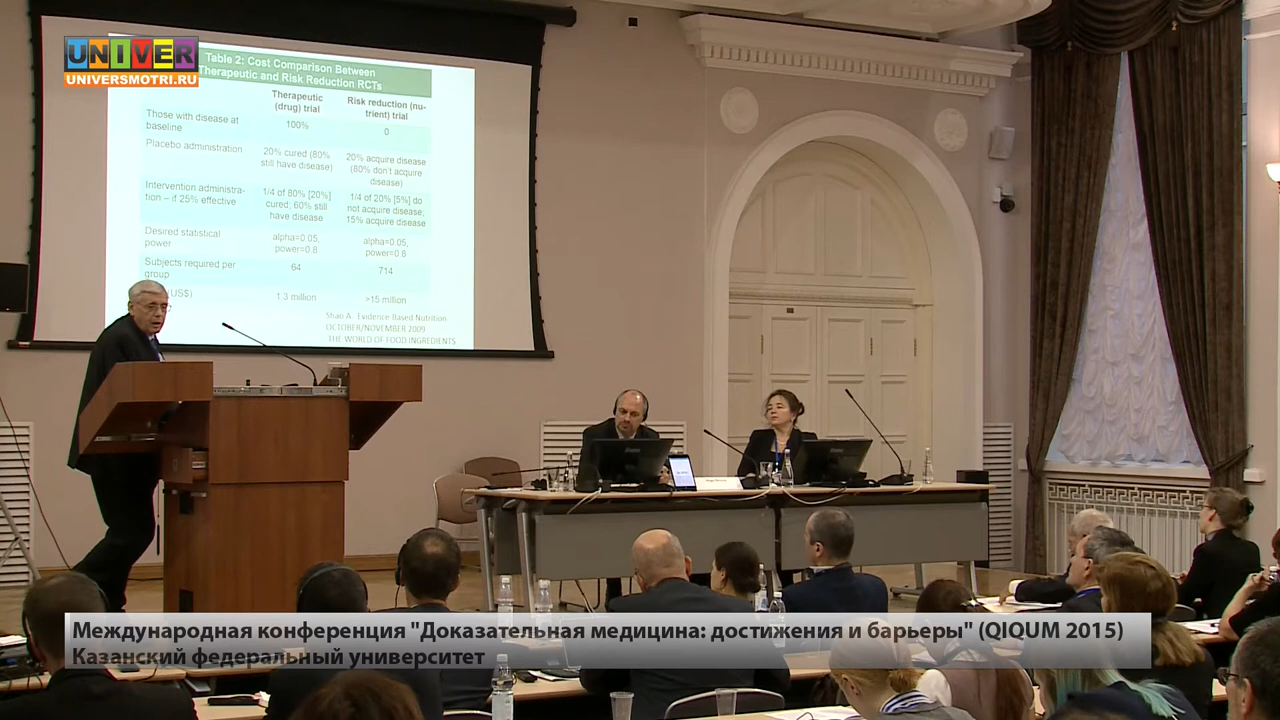 UNIVER
UNIVERSMOTRI.RU
Table 2: Cost Comparison Between
Therapeutic and Risk Reduction RCTs
Therapeutic
(drug) trial
Risk reduction (nu-
trient) trial
Those with disease at
baseline
100%
0
Placebo administration
20% cured (80%
still have disease)
20% acquire disease
(80% don't acquire
disease)
Intervention administra-
tion – if 25% effective
1/4 of 80% [20%]
cured; 60% still
have disease
1/4 of 20% [5%] do
not acquire disease;
15% acquire disease
Desired statistical
power
alpha=0.05,
power=0.8
alpha=0.05,
power=0.8
Subjects required per
group
64
714
(US$)
1.3 million
>15 million
Shao A. Evidence Based Nutrition
OCTOBER/NOVEMBER 2009
THE WORLD OF FOOD INGREDIENTS
Международная конференция "Доказательная медицина: достижения и барьеры" (QIQUM 2015)
Казанский федеральный университет